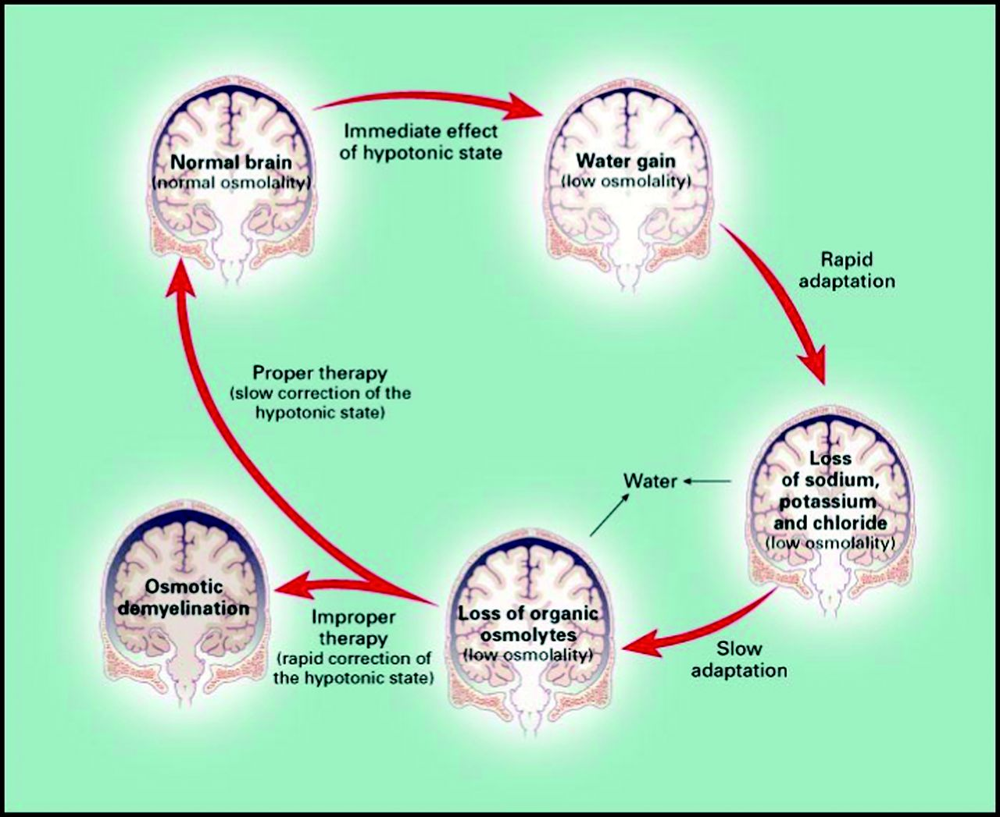 Normal brain
(normal osmolality)
Immediate effect
of hypotonic state
Water gain
(low osmolality)
Rapid
adaptation
Loss
of sodium,
potassium
and chloride
(low osmolality)
Water
Slow
adaptation
Loss of organic
osmolytes
(low osmolality)
Proper therapy
(slow correction of the
hypotonic state)
Improper
therapy
(rapid correction of
the hypotonic state)
Osmotic
demyelination